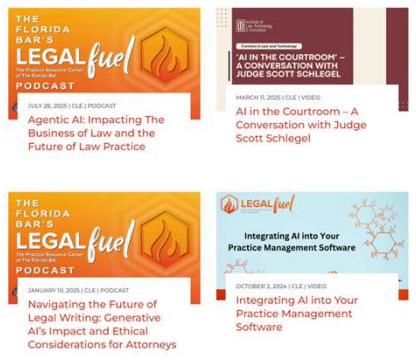 THE
FLORIDA
BAR'S
LEGALfuel
The Practice Resource Center
of The Florida Bar
PODCAST
JULY 28, 2025 | CLE | PODCAST
Agentic AI: Impacting The
Business of Law and the
Future of Law Practice
Institute of
Law, Technology
& Innovation
Frontiers in Law and Technology
'AI IN THE COURTROOM' –
A CONVERSATION WITH
JUDGE SCOTT SCHLEGEL
MARCH 11, 2025 | CLE | VIDEO
AI in the Courtroom – A
Conversation with Judge
Scott Schlegel
THE
FLORIDA
BAR'S
LEGALfuel
The Practice Resource Center
of The Florida Bar
PODCAST
JANUARY 10, 2025 | CLE | PODCAST
Navigating the Future of
Legal Writing: Generative
AI's Impact and Ethical
Considerations for Attorneys
LEGALfuel
Integrating AI into Your
Practice Management Software
OCTOBER 2, 2024 | CLE | VIDEO
Integrating AI into Your
Practice Management
Software